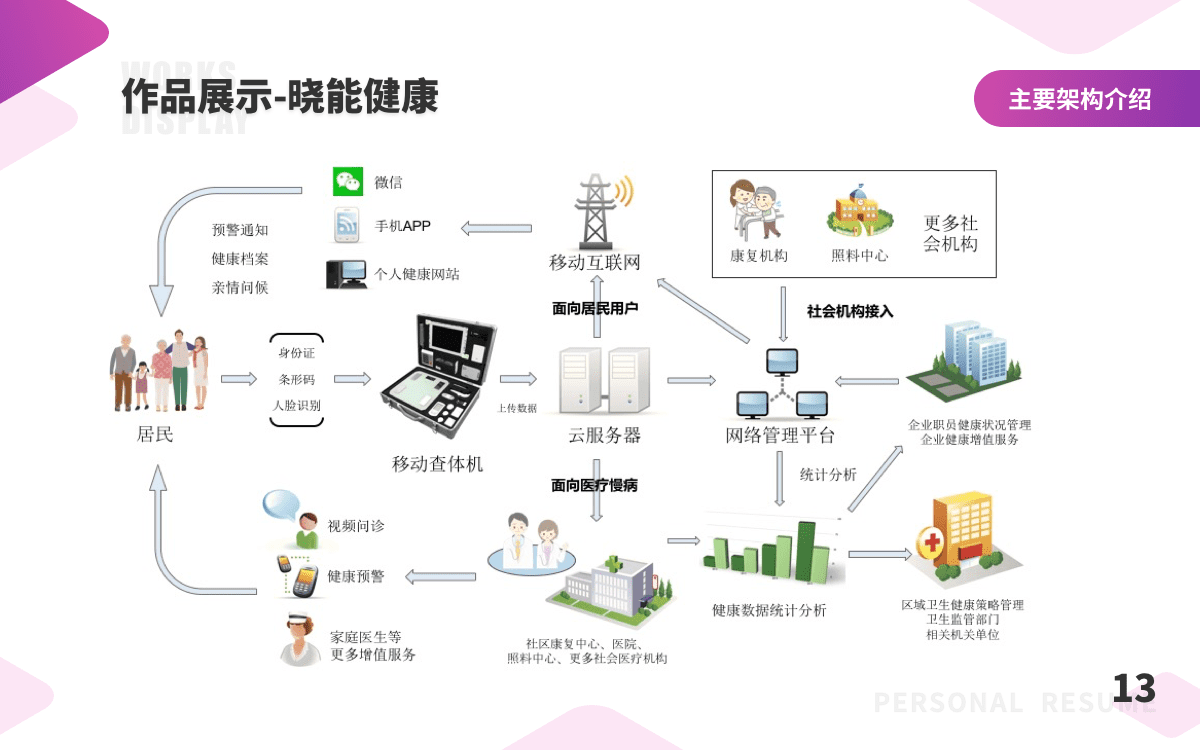 WORKS
作品展示-晓能健康
DISPLAY
主要架构介绍
微信
手机APP
个人健康网站
预警通知
健康档案
亲情问候
移动互联网
康复机构
照料中心
更多社
会机构
面向居民用户
社会机构接入
居民
身份证
条形码
人脸识别
移动查体机
上传数据
云服务器
网络管理平台
企业职员健康状况管理
企业健康增值服务
面向医疗慢病
统计分析
视频问诊
健康预警
家庭医生等
更多增值服务
社区康复中心、医院、
照料中心、更多社会医疗机构
健康数据统计分析
区域卫生健康策略管理
卫生监管部门
相关机关单位
PERSONAL RESUME
13